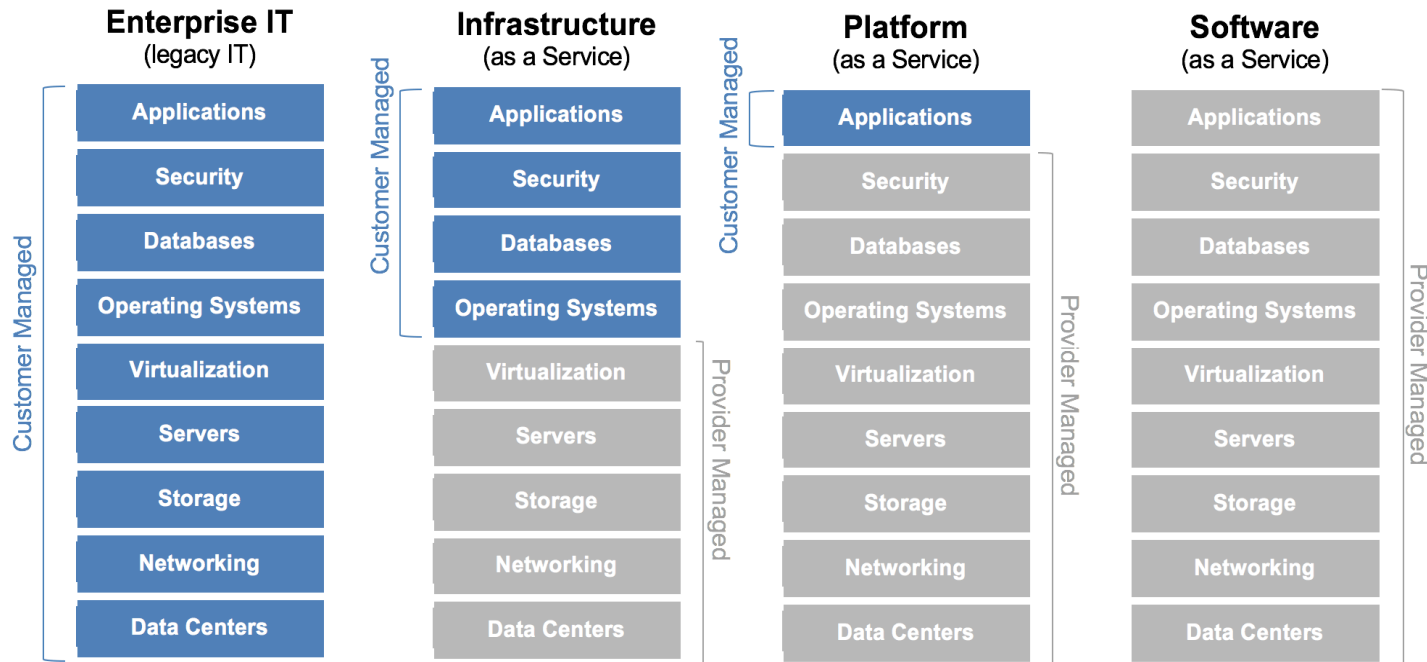 Enterprise IT
(legacy IT)
Customer Managed
Applications
Security
Databases
Operating Systems
Virtualization
Servers
Storage
Networking
Data Centers
Infrastructure
(as a Service)
Customer Managed
Applications
Security
Databases
Operating Systems
Virtualization
Servers
Storage
Networking
Data Centers
Provider Managed
Platform
(as a Service)
Customer Managed
Applications
Security
Databases
Operating Systems
Virtualization
Servers
Storage
Networking
Data Centers
Provider Managed
Software
(as a Service)
Applications
Security
Databases
Operating Systems
Virtualization
Servers
Storage
Networking
Data Centers
Provider Managed